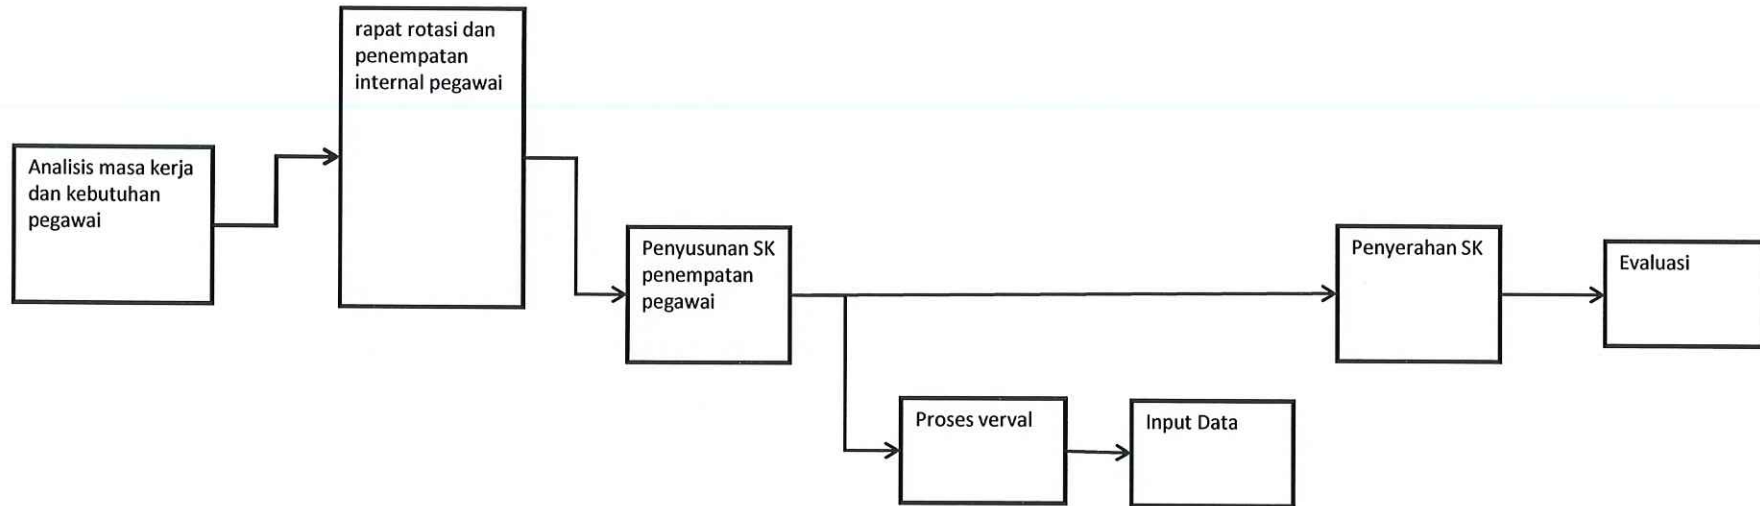 rapat rotasi dan
penempatan
internal pegawai
Analisis masa kerja
dan kebutuhan
pegawai
Penyusunan SK
penempatan
pegawai
Penyerahan SK
Evaluasi
Proses verval
Input Data